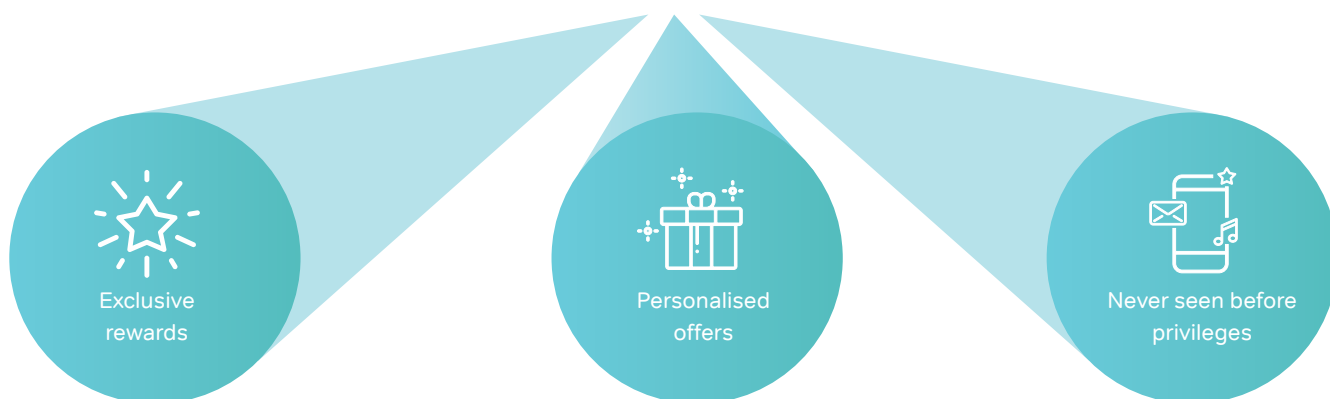 Exclusive
rewards
Personalised
offers
Never seen before
privileges